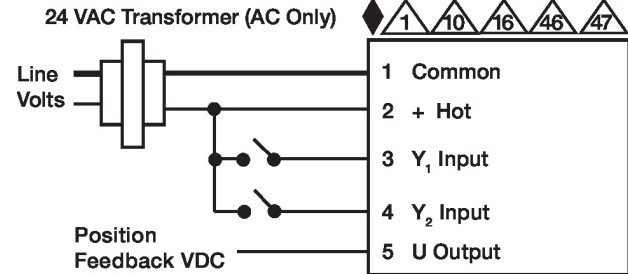 24 VAC Transformer (AC Only)
1 10 16 46 47
Line
Volts
1 Common
2 + Hot
3 Y1 Input
4 Y2 Input
Position
Feedback VDC
5 U Output